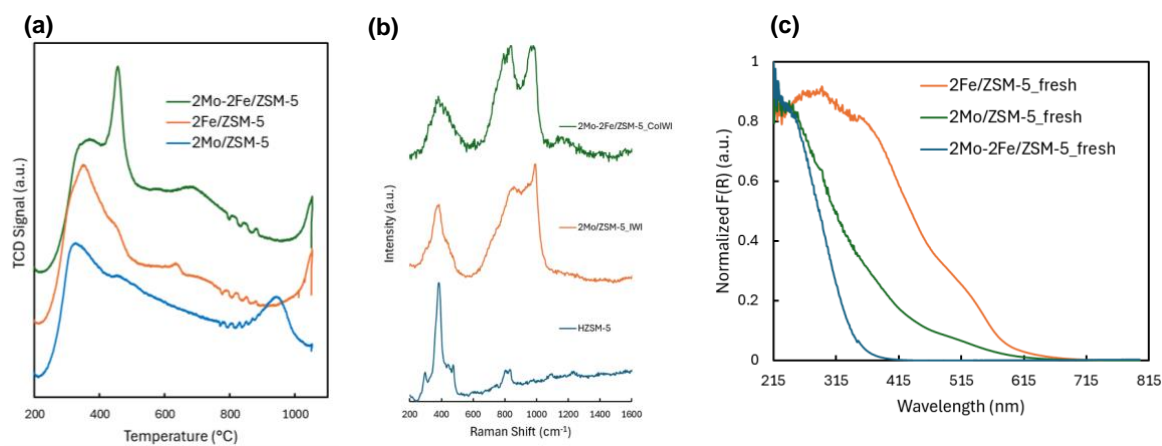 (a)
2Mo-2Fe/ZSM-5
2Fe/ZSM-5
2Mo/ZSM-5
TCD Signal (a.u.)
200 400 600 800 1000
Temperature (°C)
(b)
2Mo-2Fe/ZSM-5_CoIWI
2Mo/ZSM-5_IWI
HZSM-5
Intensity (a.u.)
200 400 600 800 1000 1200 1400 1600
Raman Shift (cm⁻¹)
(c)
2Fe/ZSM-5_fresh
2Mo/ZSM-5_fresh
2Mo-2Fe/ZSM-5_fresh
Normalized F(R) (a.u.)
1
0.8
0.6
0.4
0.2
0
215 315 415 515 615 715 815
Wavelength (nm)